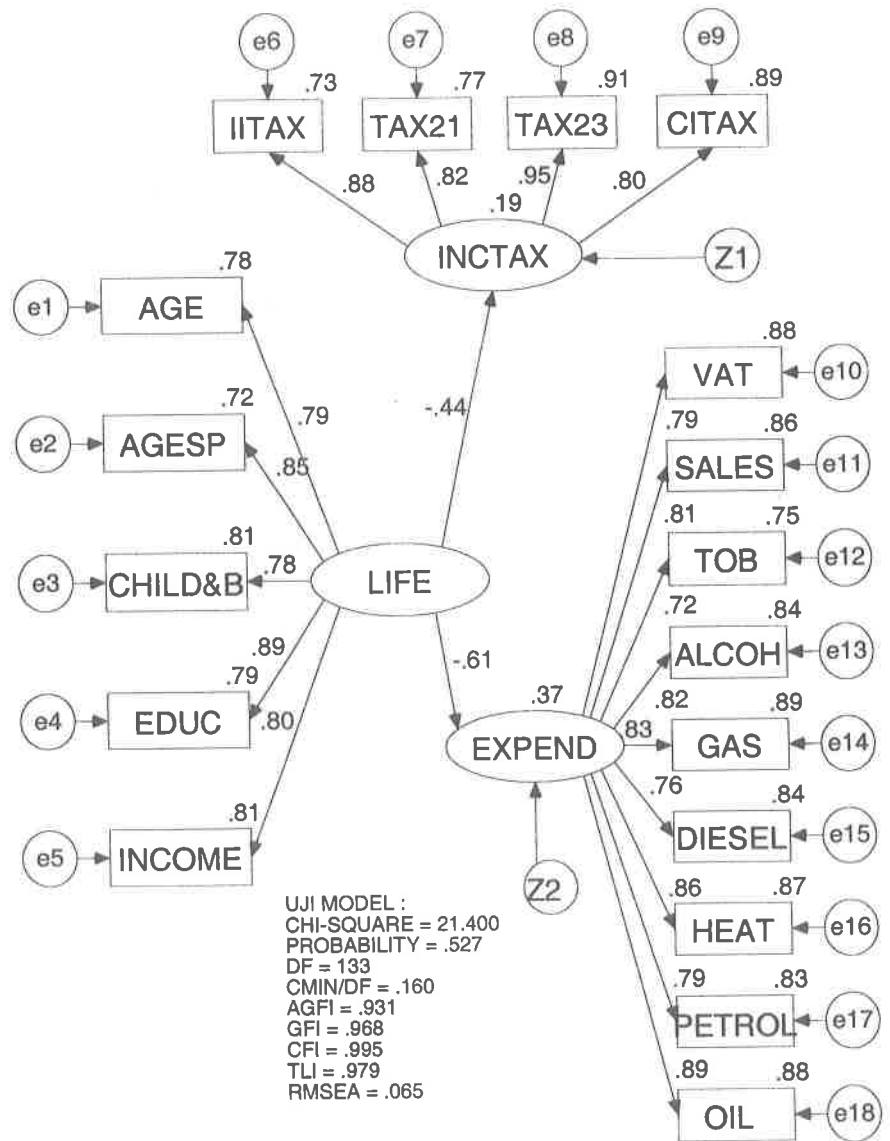 e6
e7
e8
e9
.73
.77
.91
.89
IITAX
TAX21
TAX23
CITAX
.88
.82
.95
.80
.19
INCTAX
Z1
.78
e1
AGE
.79
.72
e2
AGESP
.85
.81
e3
CHILD&B
.78
LIFE
.89
.79
e4
EDUC
.80
.81
e5
INCOME
-.44
-.61
.37
EXPEND
Z2
.88
VAT
e10
.79
.86
SALES
e11
.81
.75
TOB
e12
.72
.84
ALCOH
e13
.82
.89
.83
GAS
e14
.76
.84
DIESEL
e15
.86
.87
HEAT
e16
.79
.83
PETROL
e17
.89
.88
OIL
e18
UJI MODEL :
CHI-SQUARE = 21.400
PROBABILITY = .527
DF = 133
CMIN/DF = .160
AGFI = .931
GFI = .968
CFI = .995
TLI = .979
RMSEA = .065